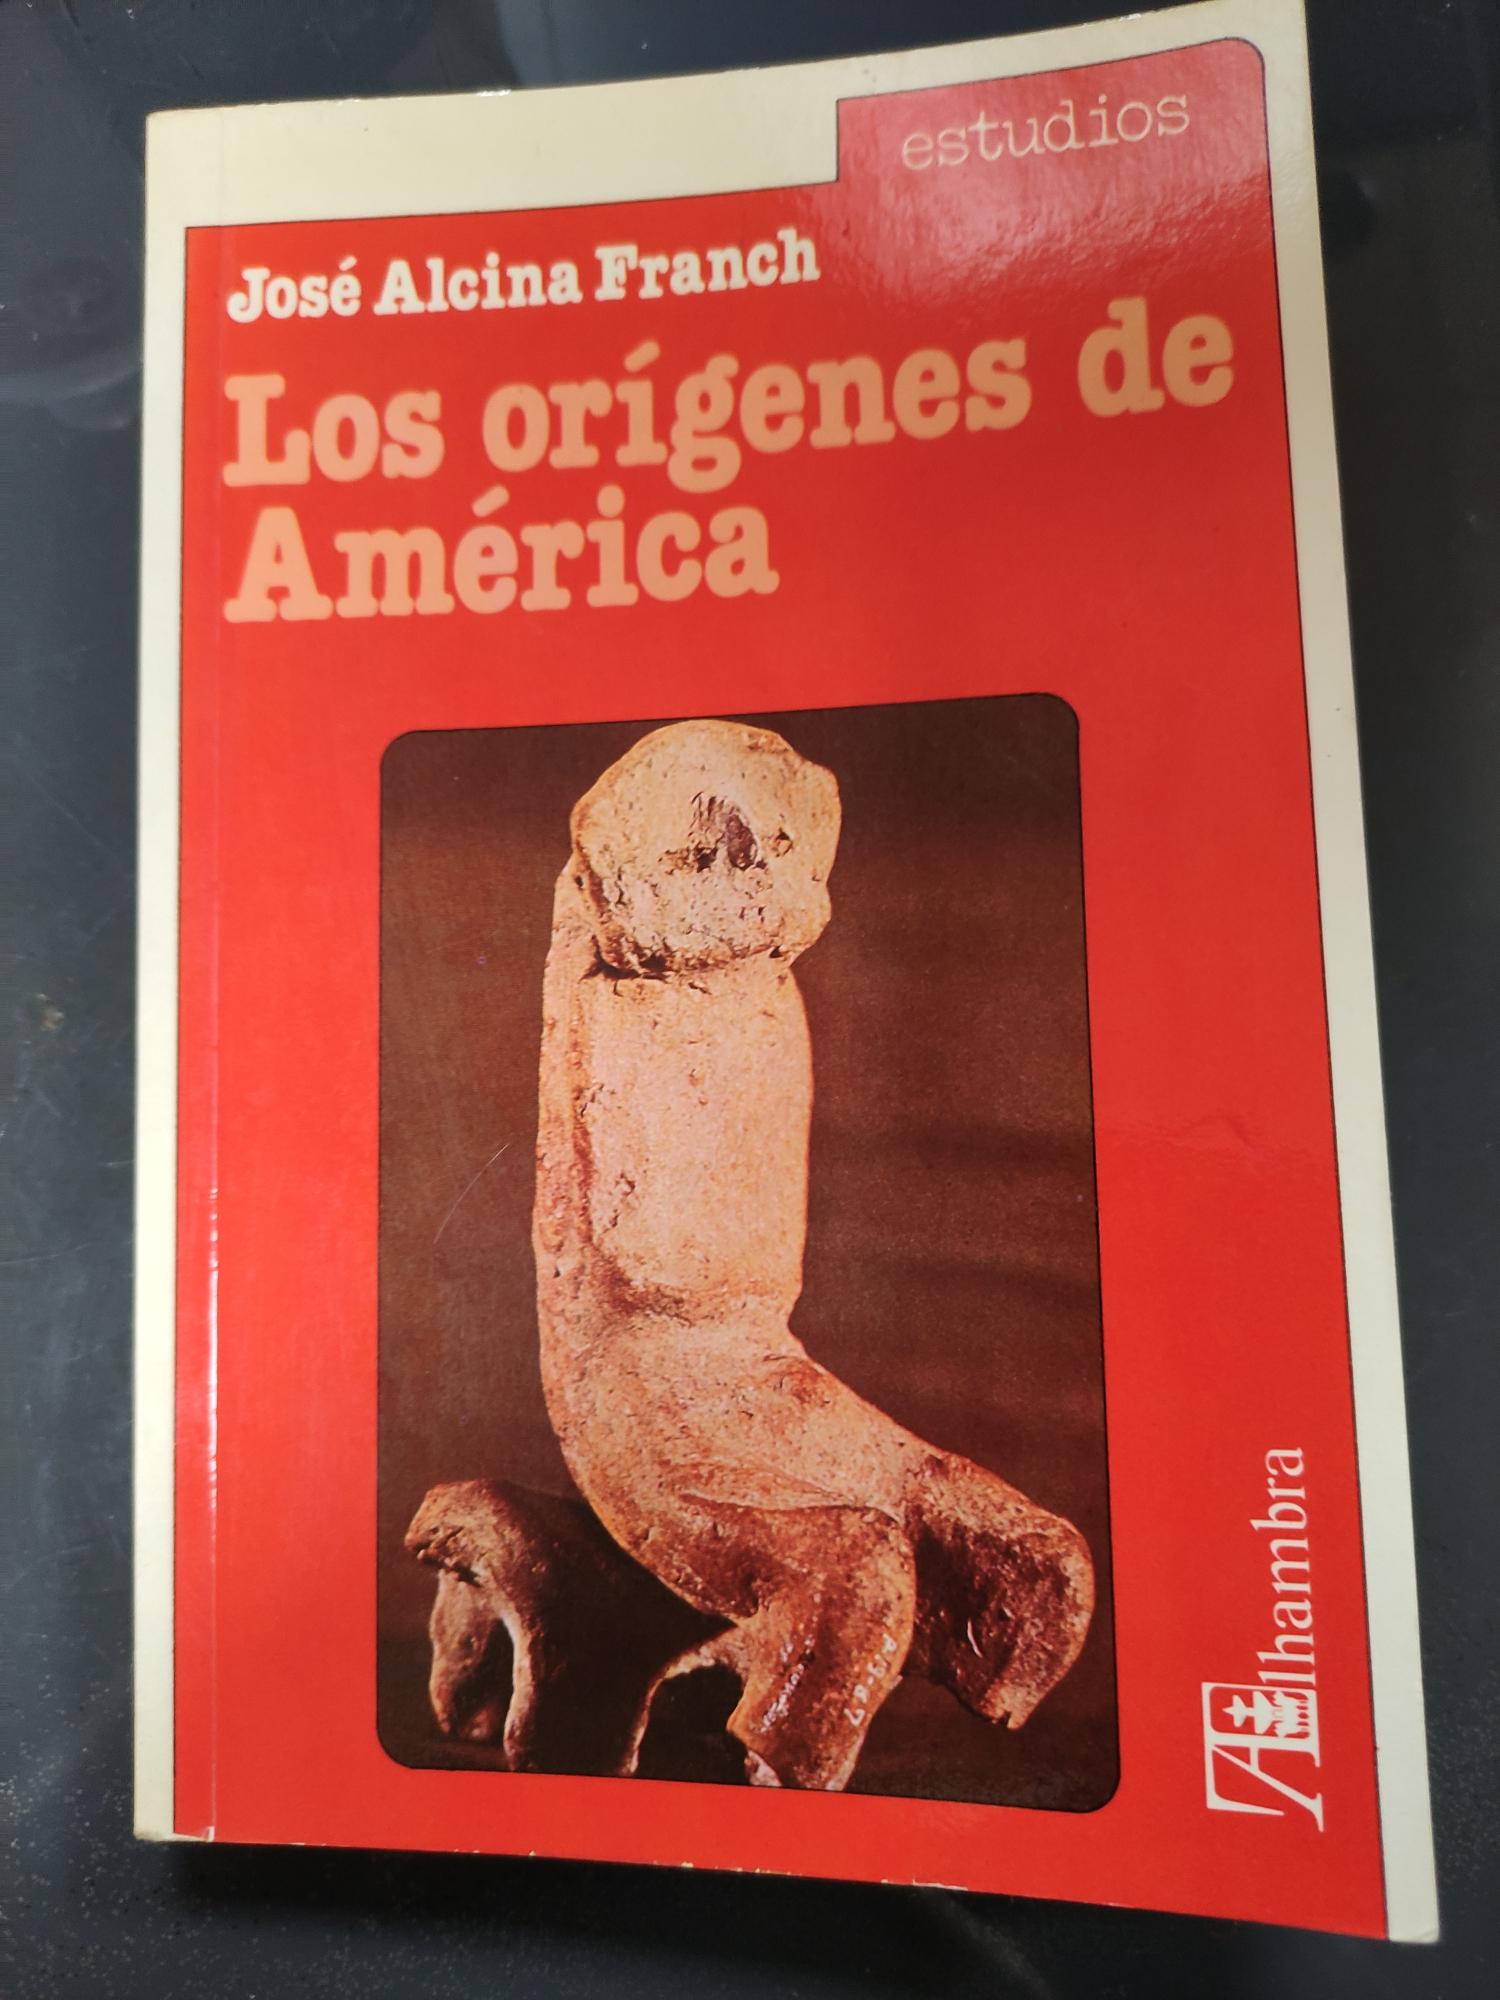 estudios
José Alcina Franch
Los orígenes de
América
Alhambra